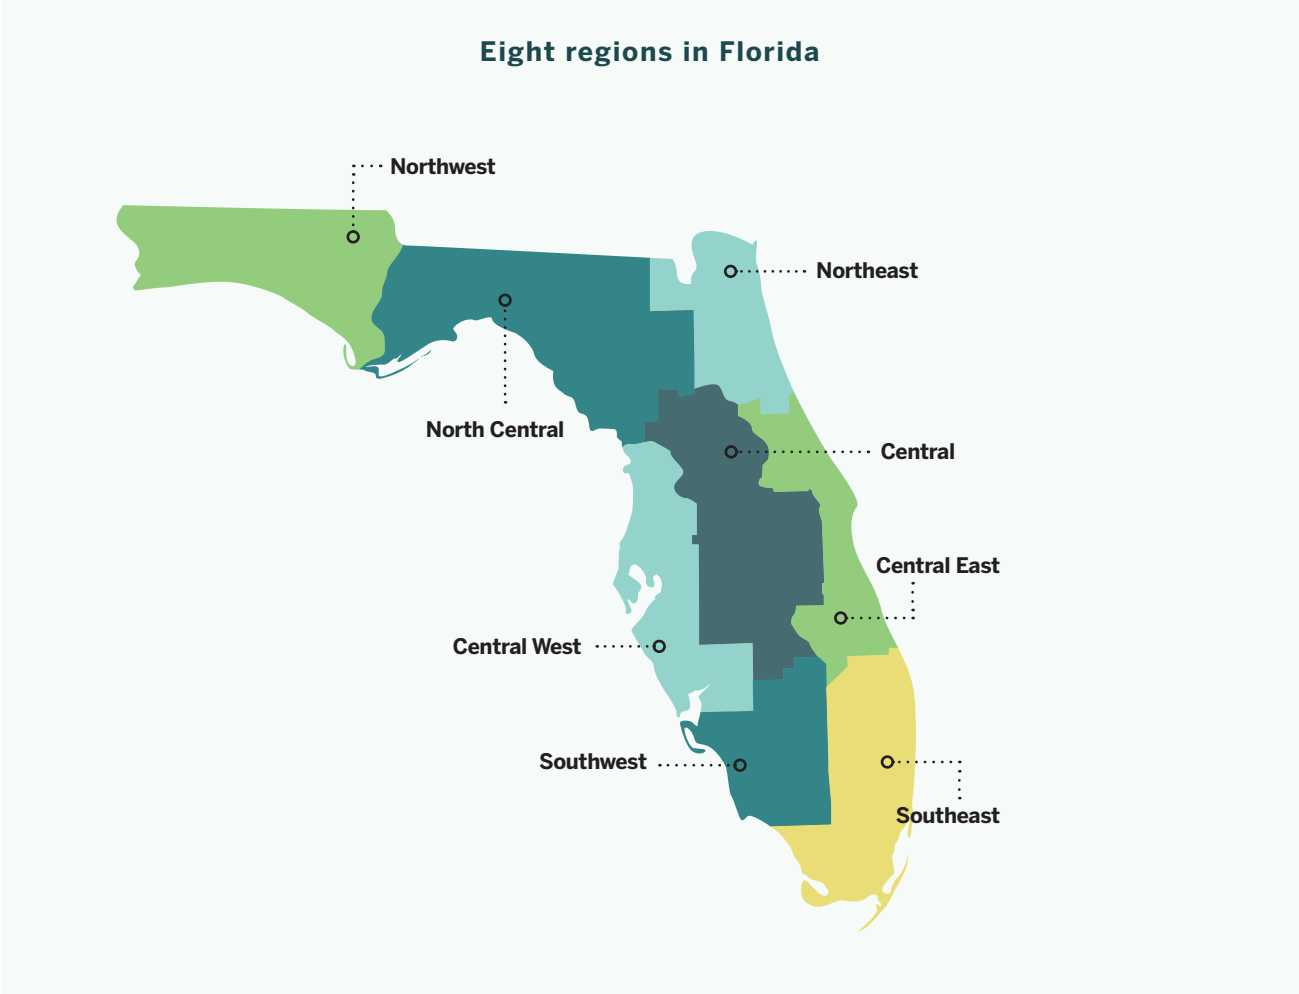 Eight regions in Florida
Northwest
Northeast
North Central
Central
Central East
Central West
Southwest
Southeast